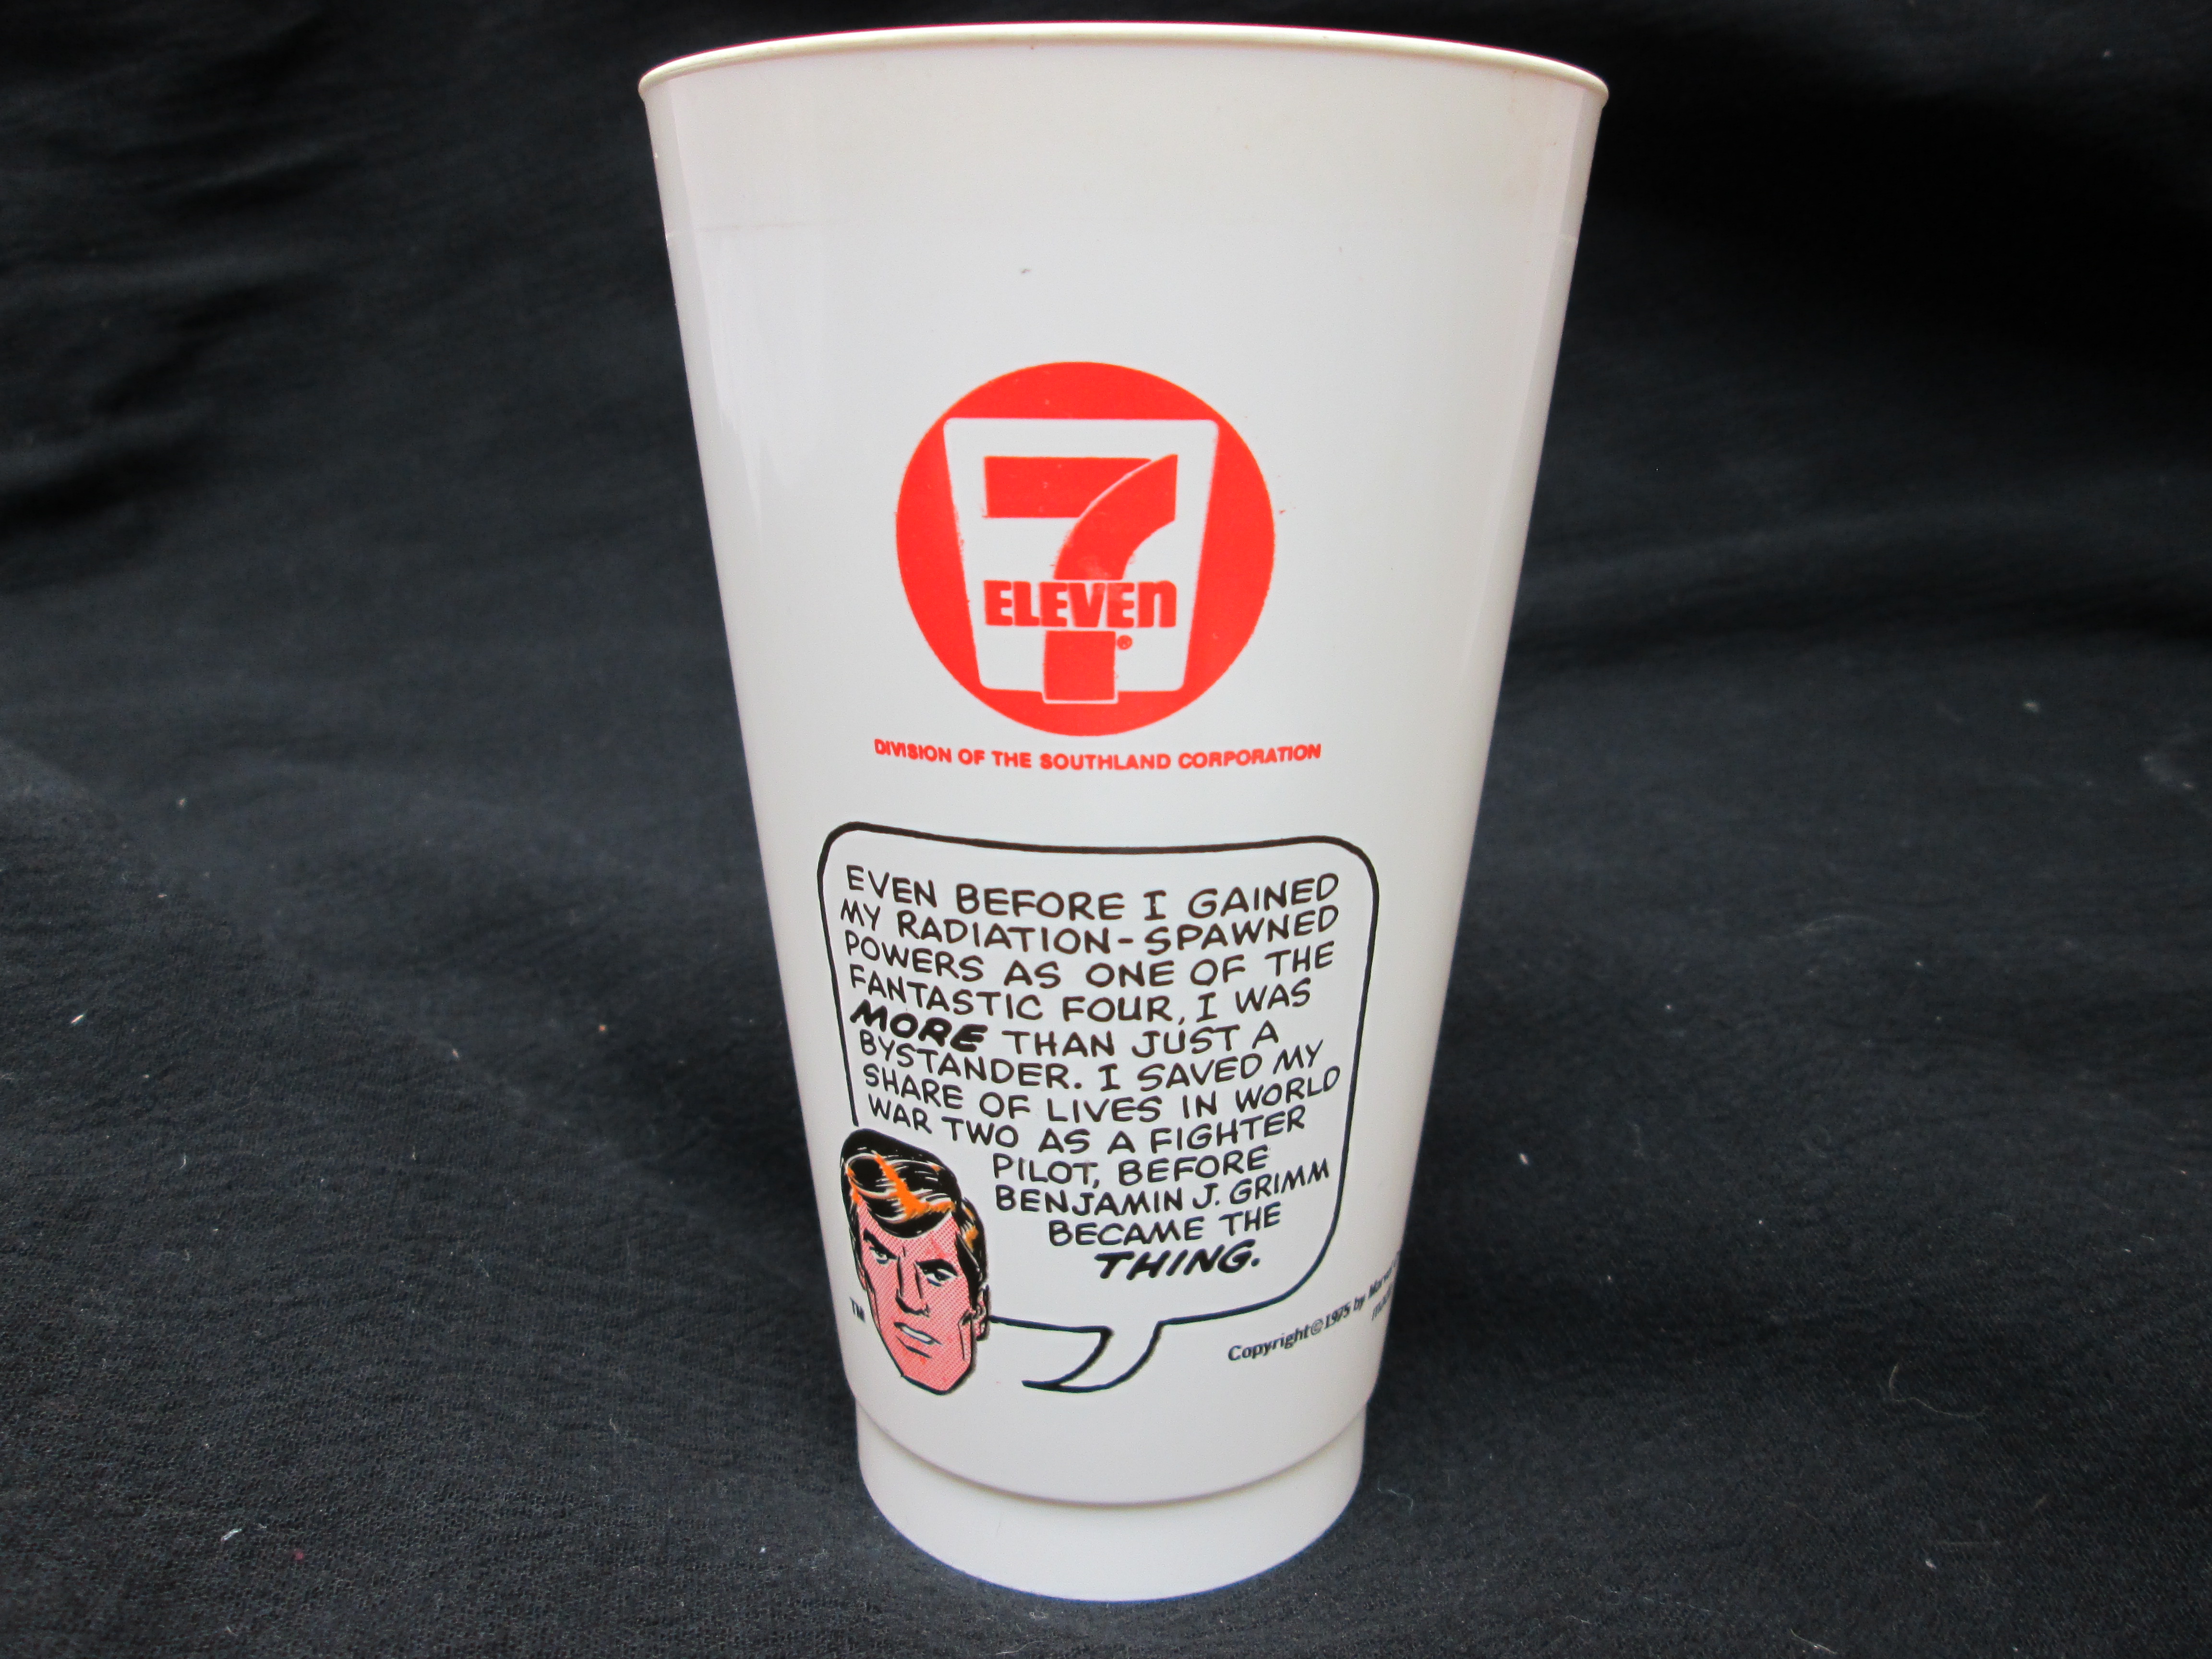 7
ELEVEn
®
DIVISION OF THE SOUTHLAND CORPORATION
EVEN BEFORE I GAINED
MY RADIATION-SPAWNED
POWERS AS ONE OF THE
FANTASTIC FOUR, I WAS
MORE THAN JUST A
BYSTANDER. I SAVED MY
SHARE OF LIVES IN WORLD
WAR TWO AS A FIGHTER
PILOT, BEFORE
BENJAMIN J. GRIMM
BECAME THE
THING.
TM
Copyright © 1975 by